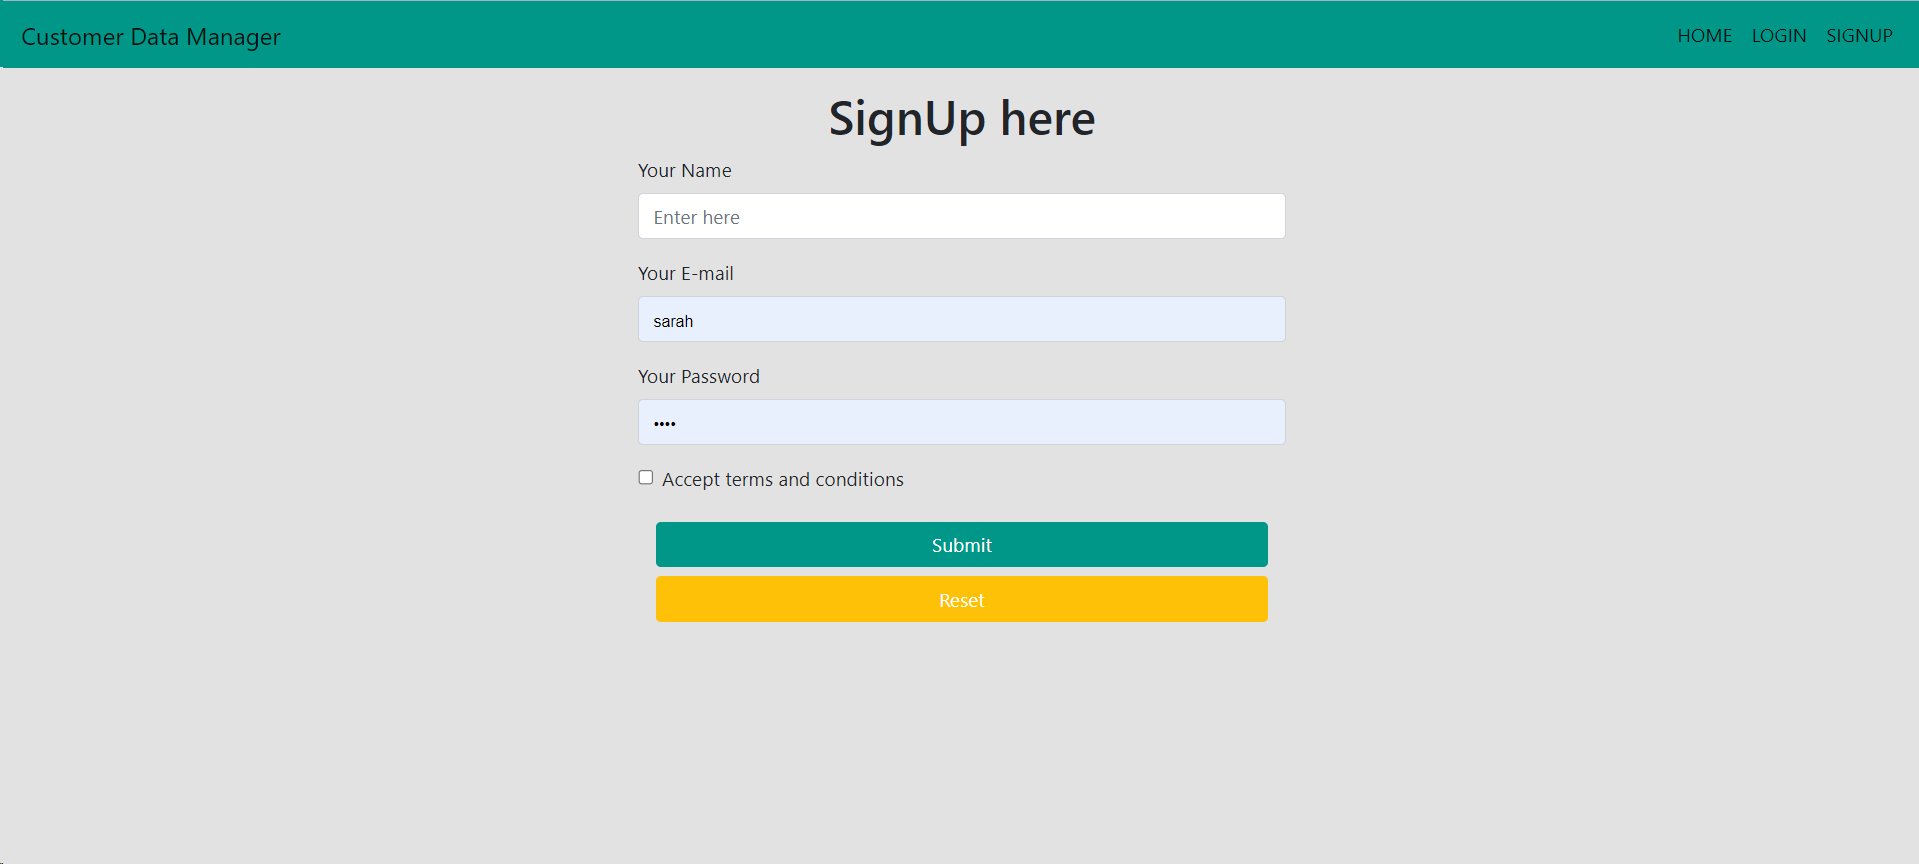 Customer Data Manager HOME LOGIN SIGNUP
SignUp here
Your Name
Enter here
Your E-mail
sarah
Your Password
••••
Accept terms and conditions
Submit
Reset